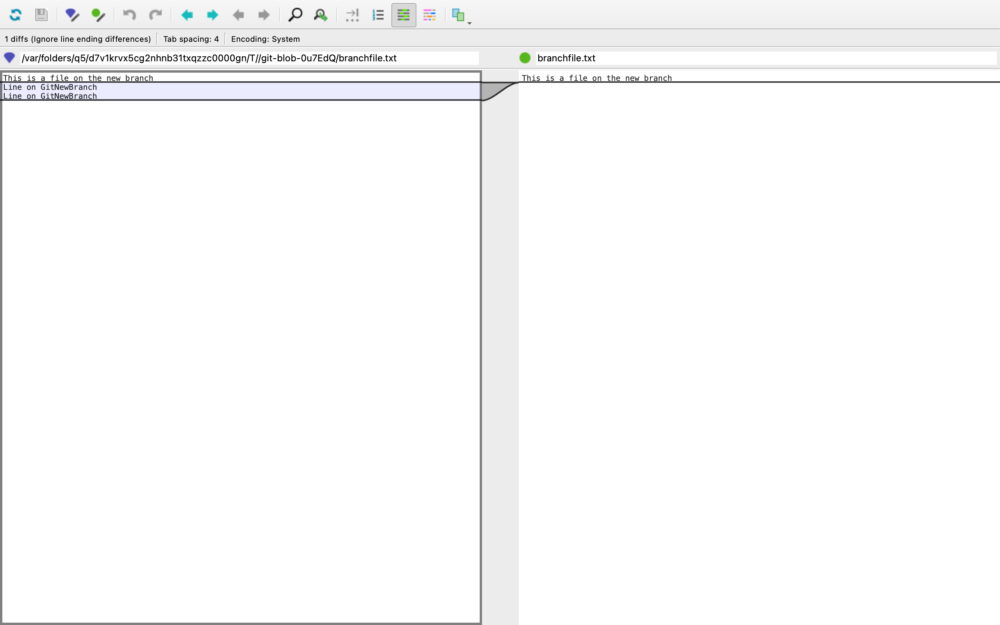 1 diffs (Ignore line ending differences) Tab spacing: 4 Encoding: System
/var/folders/q5/d7v1krvx5cg2nhnb31txqzzc0000gn/T//git-blob-0u7EdQ/branchfile.txt
This is a file on the new branch
Line on GitNewBranch
Line on GitNewBranch
branchfile.txt
This is a file on the new branch